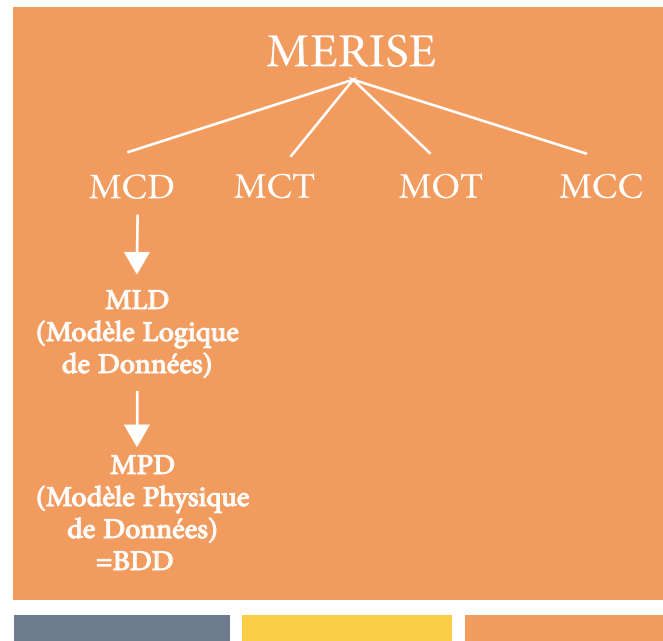 MERISE
MCD MCT MOT MCC
MLD
(Modèle Logique
de Données)
MPD
(Modèle Physique
de Données)
=BDD